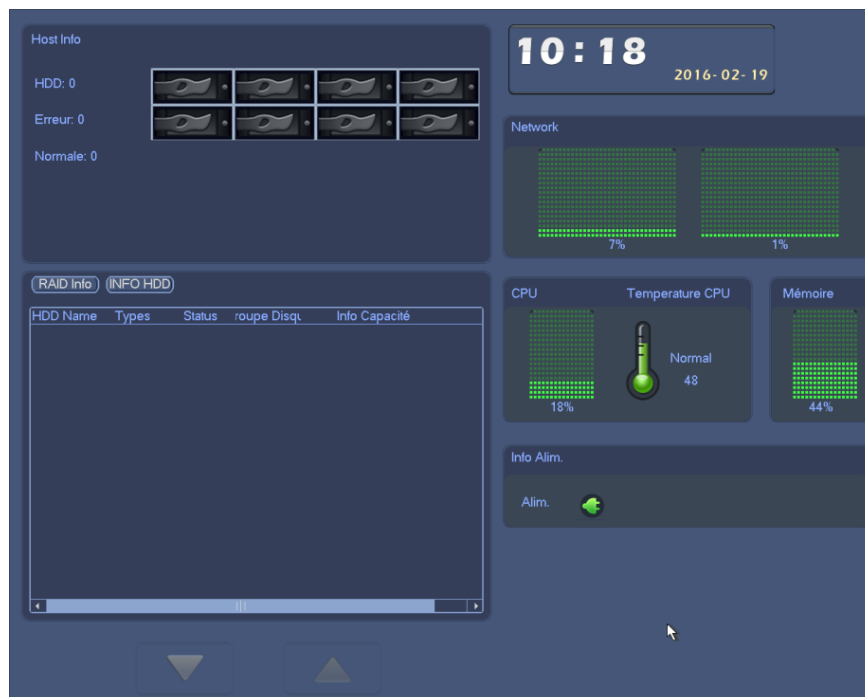 Host Info
HDD: 0
Erreur: 0
Normale: 0
10:18
2016-02-19
Network
7%
1%
RAID Info
INFO HDD
HDD Name Types Status roupe Disqu Info Capacité
CPU Temperature CPU
Normal
48
18%
Mémoire
44%
Info Alim.
Alim.